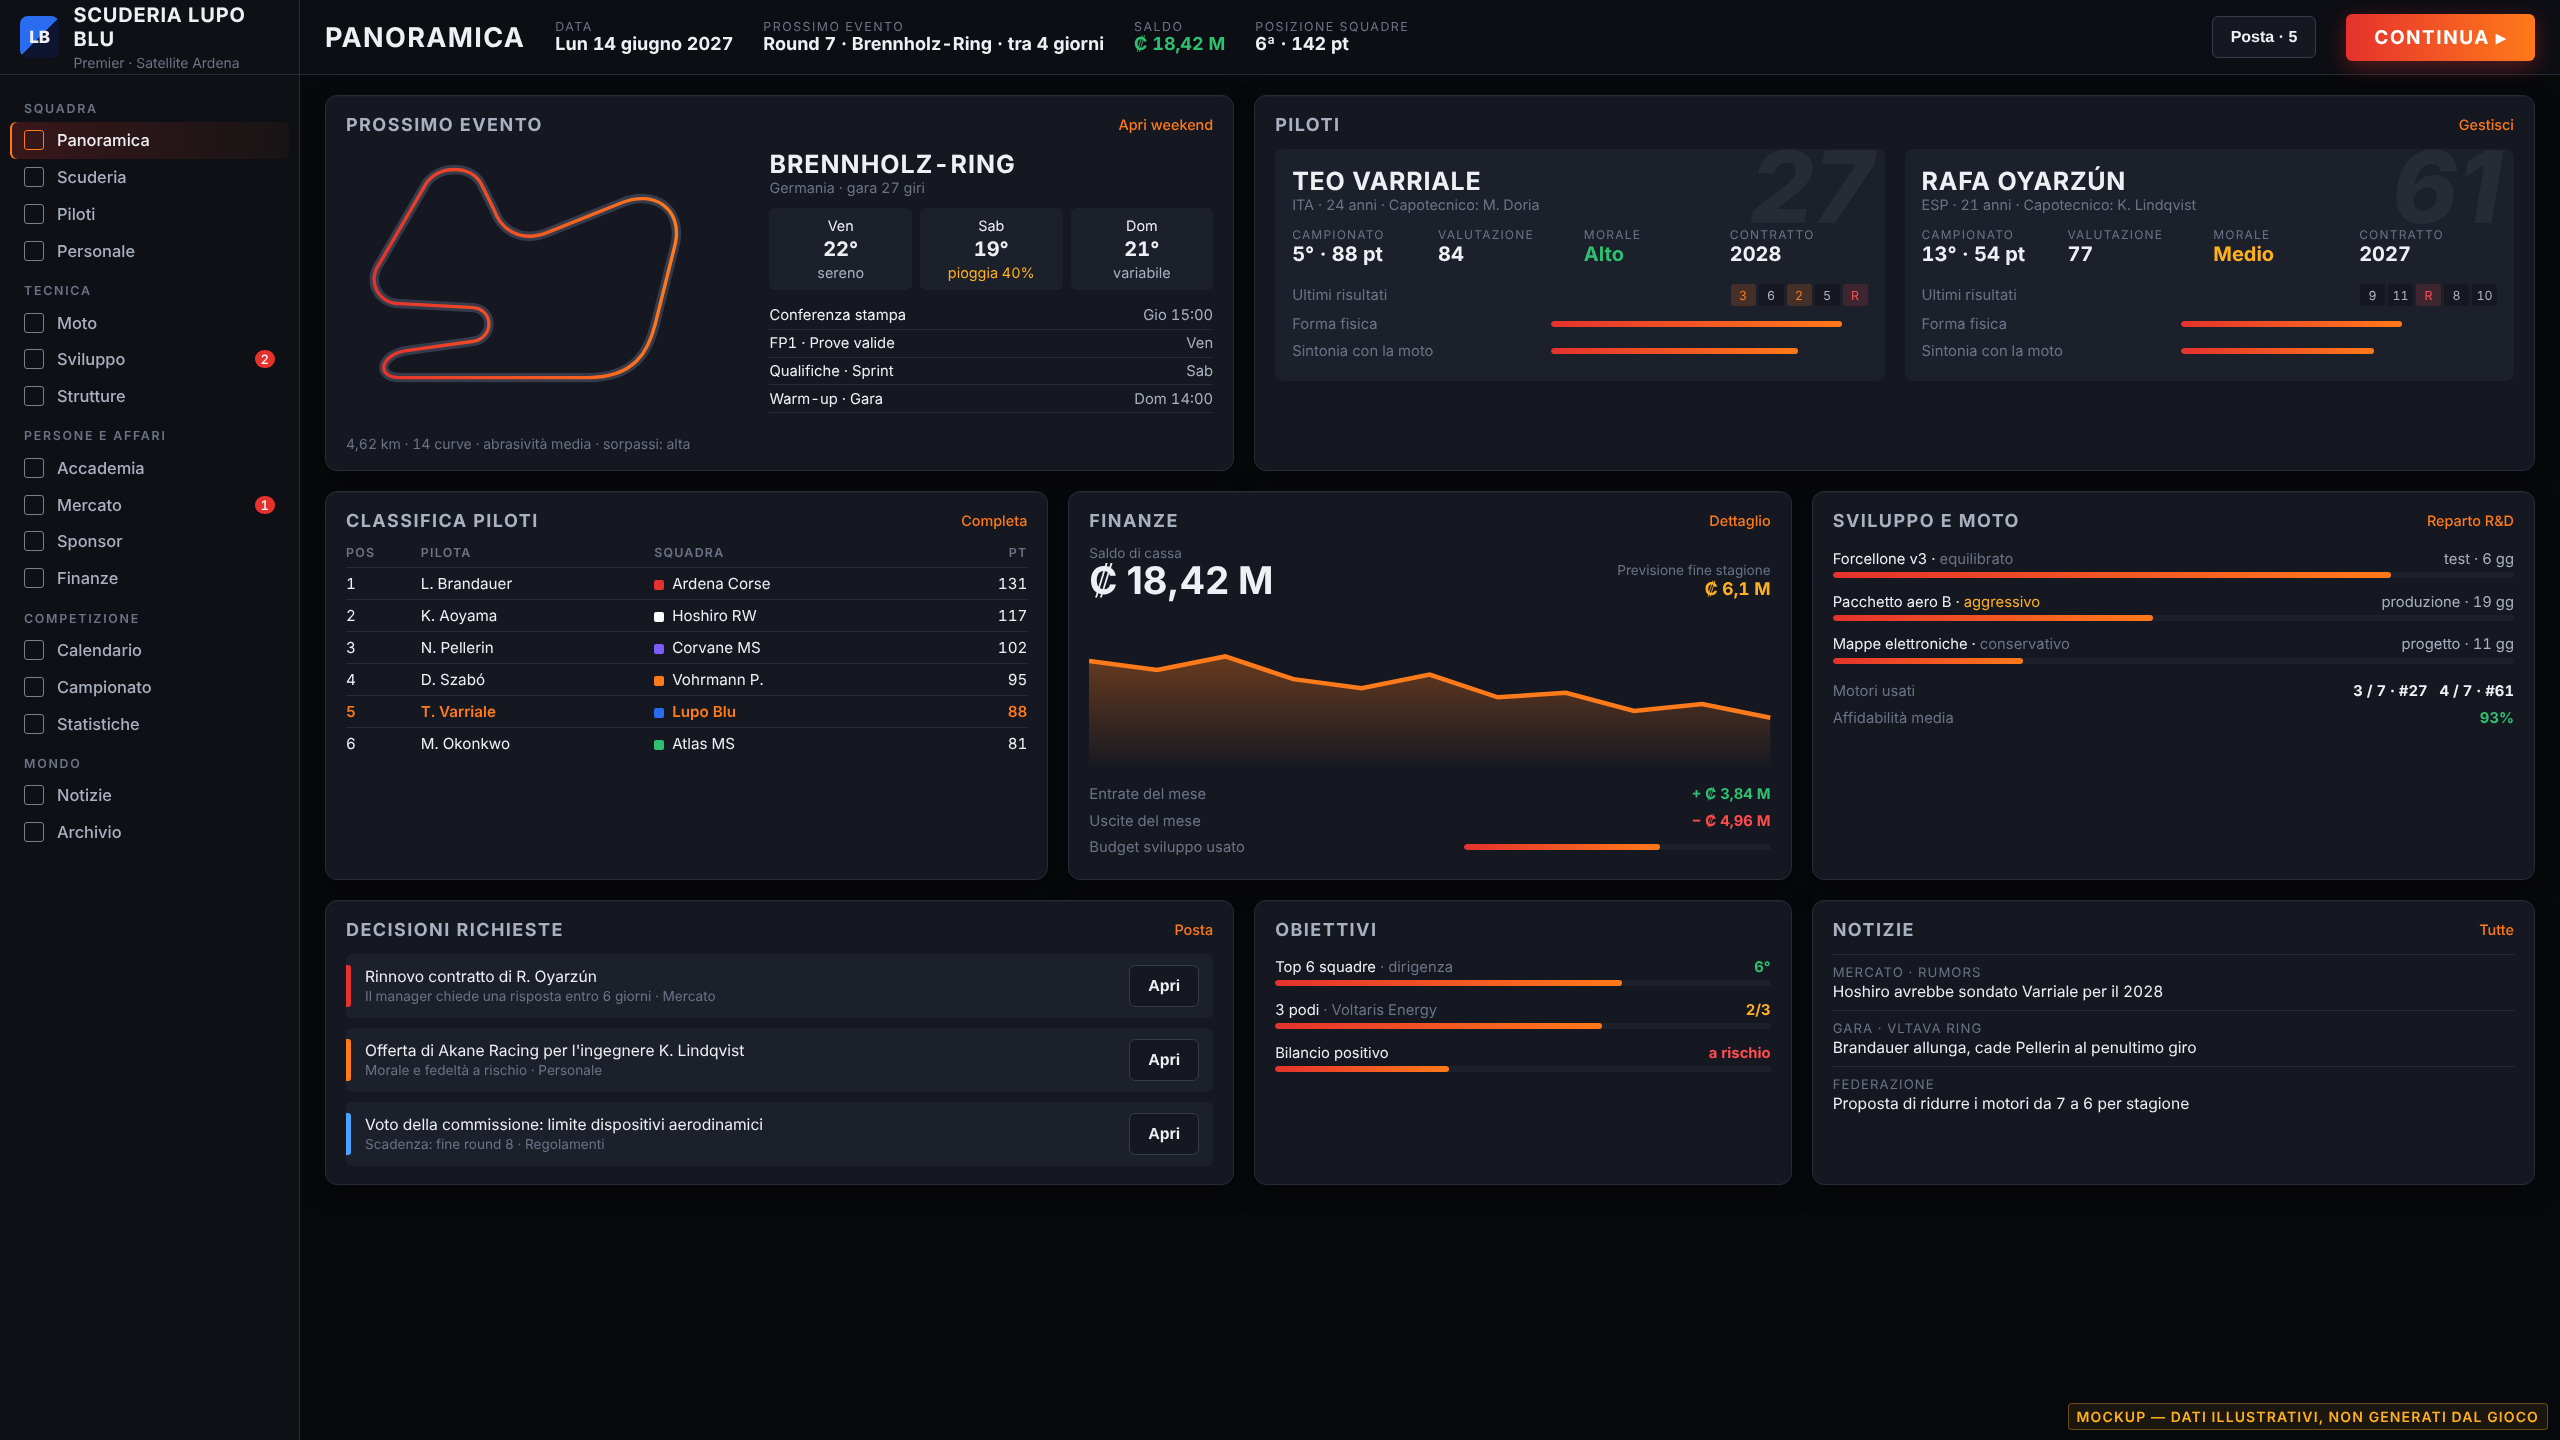 LB
SCUDERIA LUPO
BLU
Premier · Satellite Ardena
PANORAMICA
DATA
Lun 14 giugno 2027
PROSSIMO EVENTO
Round 7 · Brennholz-Ring · tra 4 giorni
SALDO
₡ 18,42 M
POSIZIONE SQUADRE
6ª · 142 pt
Posta · 5
CONTINUA ▸
SQUADRA
Panoramica
Scuderia
Piloti
Personale
TECNICA
Moto
Sviluppo 2
Strutture
PERSONE E AFFARI
Accademia
Mercato 1
Sponsor
Finanze
COMPETIZIONE
Calendario
Campionato
Statistiche
MONDO
Notizie
Archivio
PROSSIMO EVENTO Apri weekend
BRENNHOLZ-RING
Germania · gara 27 giri
Ven Sab Dom
22° 19° 21°
sereno pioggia 40% variabile
Conferenza stampa Gio 15:00
FP1 · Prove valide Ven
Qualifiche · Sprint Sab
Warm-up · Gara Dom 14:00
4,62 km · 14 curve · abrasività media · sorpassi: alta
PILOTI Gestisci
27
TEO VARRIALE
ITA · 24 anni · Capotecnico: M. Doria
CAMPIONATO VALUTAZIONE MORALE CONTRATTO
5° · 88 pt 84 Alto 2028
Ultimi risultati 3 6 2 5 R
Forma fisica
Sintonia con la moto
61
RAFA OYARZÚN
ESP · 21 anni · Capotecnico: K. Lindqvist
CAMPIONATO VALUTAZIONE MORALE CONTRATTO
13° · 54 pt 77 Medio 2027
Ultimi risultati 9 11 R 8 10
Forma fisica
Sintonia con la moto
CLASSIFICA PILOTI Completa
POS PILOTA SQUADRA PT
1 L. Brandauer Ardena Corse 131
2 K. Aoyama Hoshiro RW 117
3 N. Pellerin Corvane MS 102
4 D. Szabó Vohrmann P. 95
5 T. Varriale Lupo Blu 88
6 M. Okonkwo Atlas MS 81
FINANZE Dettaglio
Saldo di cassa
₡ 18,42 M
Previsione fine stagione
₡ 6,1 M
Entrate del mese + ₡ 3,84 M
Uscite del mese − ₡ 4,96 M
Budget sviluppo usato
SVILUPPO E MOTO Reparto R&D
Forcellone v3 · equilibrato test · 6 gg
Pacchetto aero B · aggressivo produzione · 19 gg
Mappe elettroniche · conservativo progetto · 11 gg
Motori usati 3 / 7 · #27 4 / 7 · #61
Affidabilità media 93%
DECISIONI RICHIESTE Posta
Rinnovo contratto di R. Oyarzún
Il manager chiede una risposta entro 6 giorni · Mercato
Apri
Offerta di Akane Racing per l'ingegnere K. Lindqvist
Morale e fedeltà a rischio · Personale
Apri
Voto della commissione: limite dispositivi aerodinamici
Scadenza: fine round 8 · Regolamenti
Apri
OBIETTIVI
Top 6 squadre · dirigenza 6°
3 podi · Voltaris Energy 2/3
Bilancio positivo a rischio
NOTIZIE Tutte
MERCATO · RUMORS
Hoshiro avrebbe sondato Varriale per il 2028
GARA · VLTAVA RING
Brandauer allunga, cade Pellerin al penultimo giro
FEDERAZIONE
Proposta di ridurre i motori da 7 a 6 per stagione
MOCKUP — DATI ILLUSTRATIVI, NON GENERATI DAL GIOCO